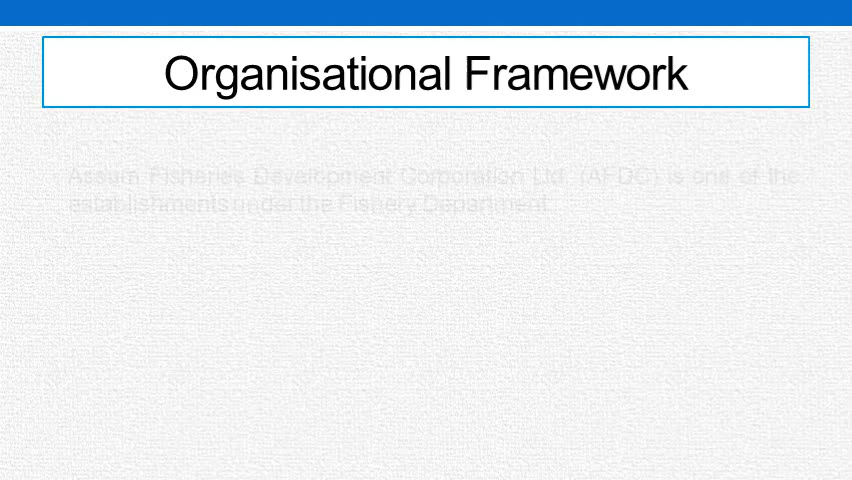 Organisational Framework
Assam Fisheries Development Corporation Ltd. (AFDC) is one of the
establishments under the Fishery Department